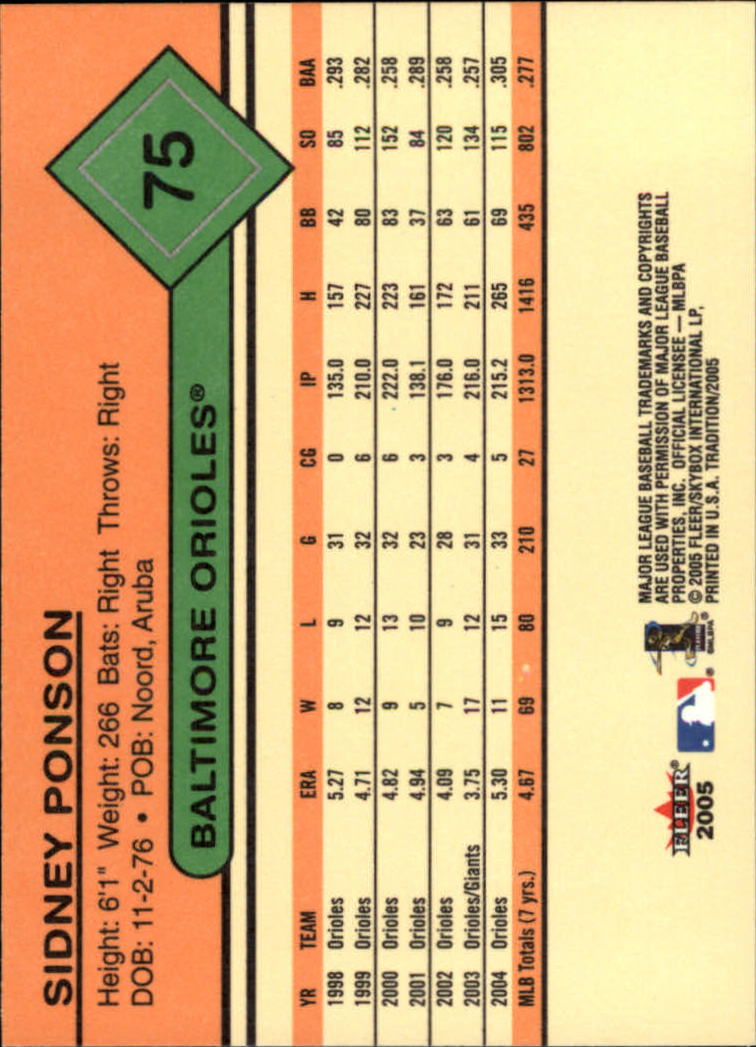 SIDNEY PONSON
75
Height: 6'1" Weight: 266 Bats: Right Throws: Right
DOB: 11-2-76 • POB: Noord, Aruba
BALTIMORE ORIOLES®
YR TEAM ERA W L G CG IP H BB SO BAA
1998 Orioles 5.27 8 9 31 0 135.0 157 42 85 .293
1999 Orioles 4.71 12 12 32 6 210.0 227 80 112 .282
2000 Orioles 4.82 9 13 32 6 222.0 223 83 152 .258
2001 Orioles 4.94 5 10 23 3 138.1 161 37 84 .289
2002 Orioles 4.09 7 9 28 3 176.0 172 63 120 .258
2003 Orioles/Giants 3.75 17 12 31 4 216.0 211 61 134 .257
2004 Orioles 5.30 11 15 33 5 215.2 265 69 115 .305
MLB Totals (7 yrs.) 4.67 69 80 210 27 1313.0 1416 435 802 .277
FLEER®
2005
®
©MLBPA
MAJOR LEAGUE BASEBALL TRADEMARKS AND COPYRIGHTS
ARE USED WITH PERMISSION OF MAJOR LEAGUE BASEBALL
PROPERTIES, INC. OFFICIAL LICENSEE — MLBPA
© 2005 FLEER/SKYBOX INTERNATIONAL LP,
PRINTED IN U.S.A. TRADITION/2005